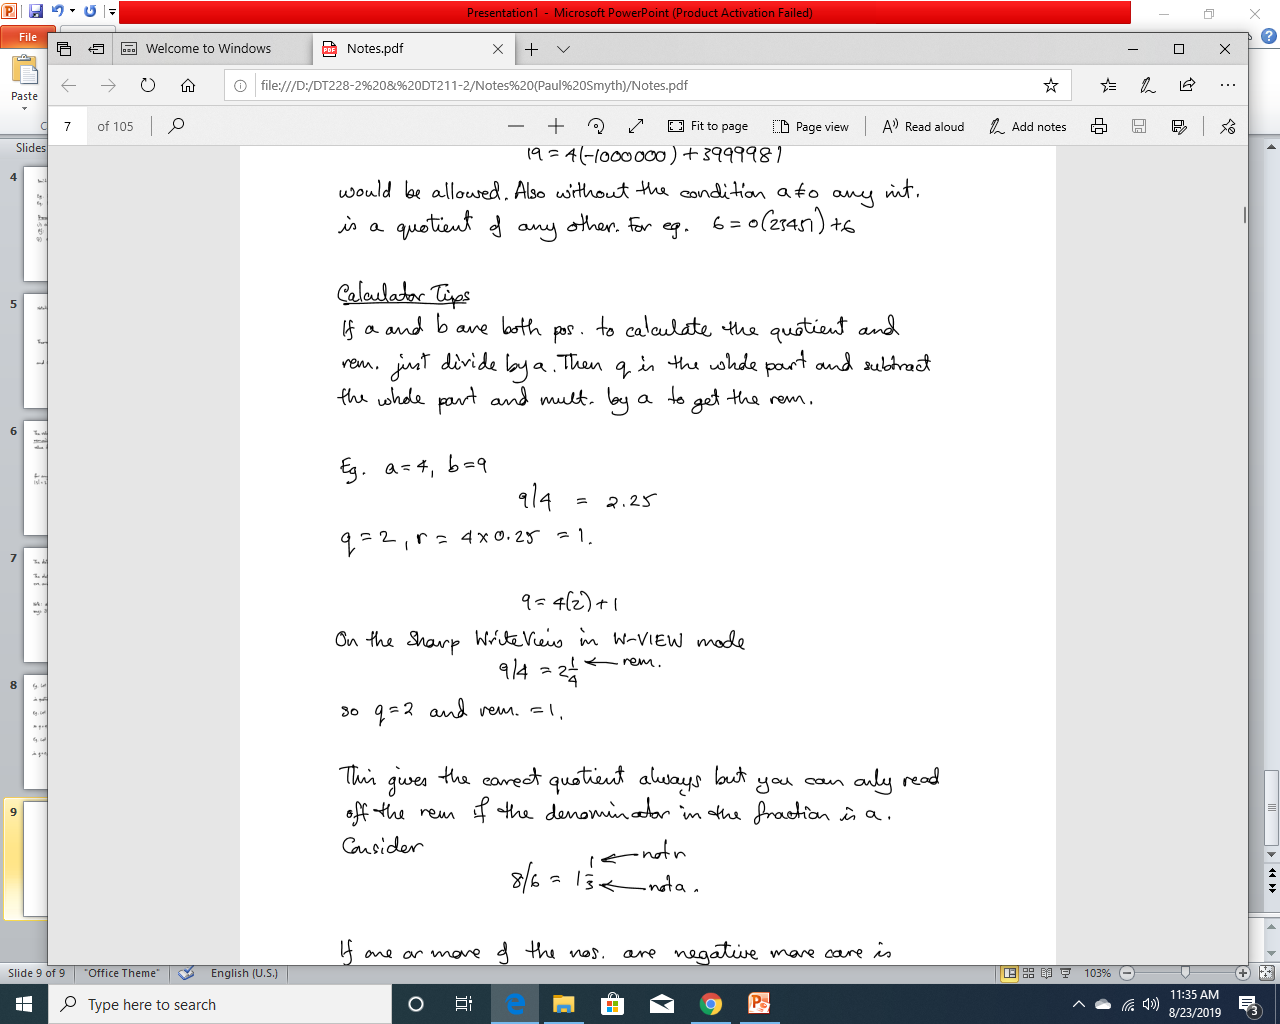 Presentation1 - Microsoft PowerPoint (Product Activation Failed)
File
Paste
Slides
Welcome to Windows
Notes.pdf
file:///D:/DT228-2%20&%20DT211-2/Notes%20(Paul%20Smyth)/Notes.pdf
7 of 105
Fit to page
Page view
Read aloud
Add notes
19 = 4(-1000000) + 3999981
would be allowed. Also without the condition a≠0 any int.
is a quotient of any other. For eg. 6 = 0(23451) + 6
Calculator Tips
If a and b are both pos. to calculate the quotient and
rem. just divide by a. Then q is the whole part and subtract
the whole part and mult. by a to get the rem.
Eg. a = 4, b = 9
9/4 = 2.25
q = 2, r = 4 x 0.25 = 1.
9 = 4(2) + 1
On the Sharp WriteView in W-VIEW mode
9/4 = 2 1/4 ← rem.
so q = 2 and rem. = 1.
This gives the correct quotient always but you can only read
off the rem if the denominator in the fraction is a.
Consider
8/6 = 1 1/3 ← not r
← not a.
If one or more of the nos. are negative more care is
4
5
6
7
8
9
Slide 9 of 9
"Office Theme"
English (U.S.)
103%
Type here to search
11:35 AM
8/23/2019
3